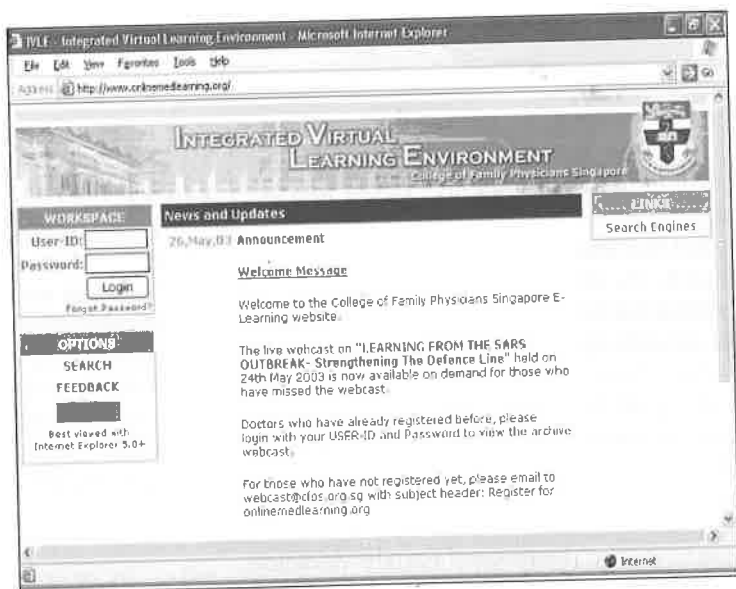 IVLE - Integrated Virtual Learning Environment - Microsoft Internet Explorer
File Edit View Favorites Tools Help
Address http://www.onlinemedlearning.org/ Go
INTEGRATED VIRTUAL
LEARNING ENVIRONMENT
College of Family Physicians Singapore
WORKSPACE
User-ID:
Password:
Login
Forgot Password?
OPTIONS
SEARCH
FEEDBACK
Best viewed with
Internet Explorer 5.0+
News and Updates
26,May,03 Announcement
Welcome Message
Welcome to the College of Family Physicians Singapore E-
Learning website.
The live webcast on "LEARNING FROM THE SARS
OUTBREAK- Strengthening The Defence Line" held on
24th May 2003 is now available on demand for those who
have missed the webcast.
Doctors who have already registered before, please
login with your USER-ID and Password to view the archive
webcast.
For those who have not registered yet, please email to
webcast@cfps.org.sg with subject header: Register for
onlinemedlearning.org
LINKS
Search Engines
Internet